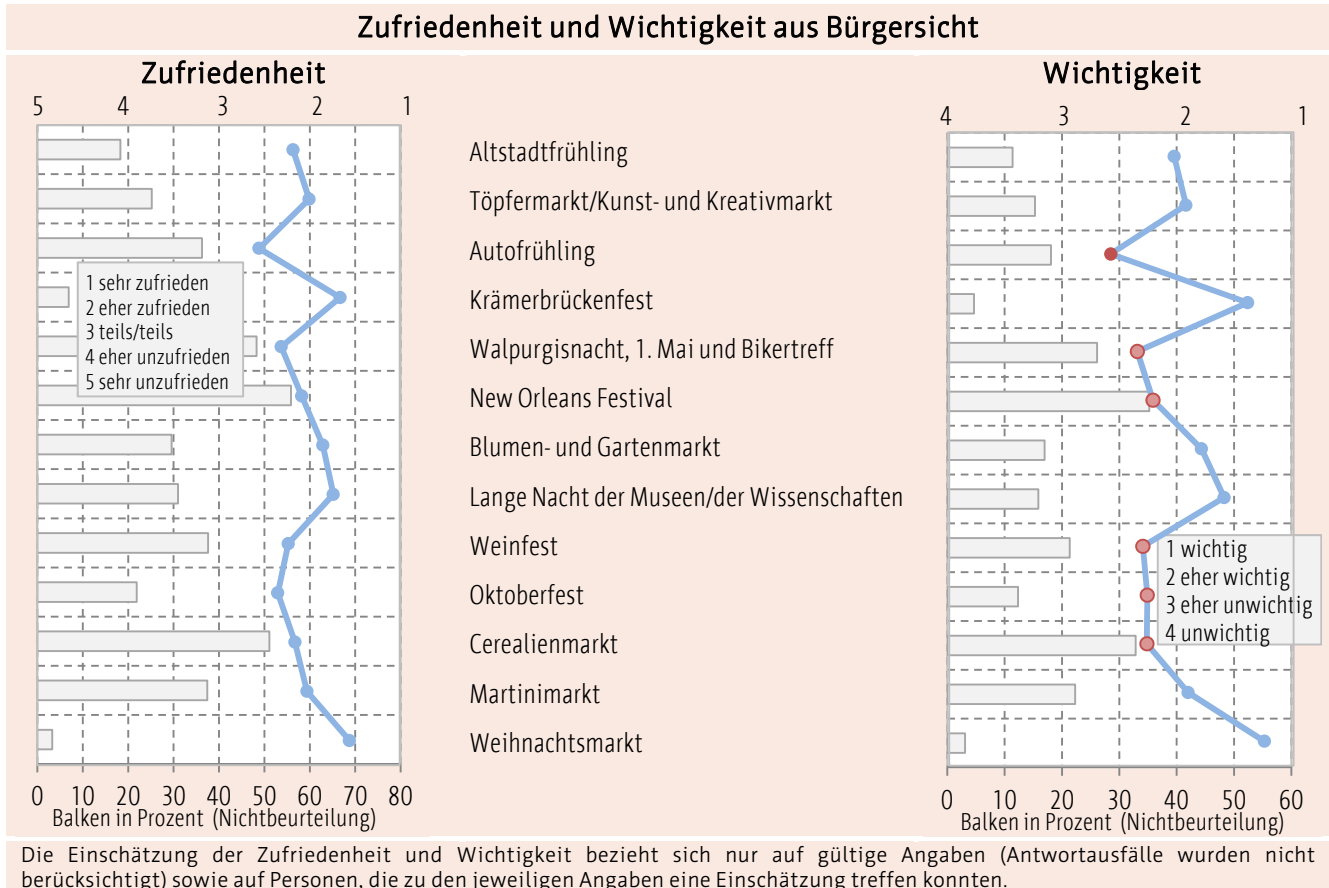 Zufriedenheit und Wichtigkeit aus Bürgersicht
Zufriedenheit
5 4 3 2 1
1 sehr zufrieden
2 eher zufrieden
3 teils/teils
4 eher unzufrieden
5 sehr unzufrieden
0 10 20 30 40 50 60 70 80
Balken in Prozent (Nichtbeurteilung)
Altstadtfrühling
Töpfermarkt/Kunst- und Kreativmarkt
Autofrühling
Krämerbrückenfest
Walpurgisnacht, 1. Mai und Bikertreff
New Orleans Festival
Blumen- und Gartenmarkt
Lange Nacht der Museen/der Wissenschaften
Weinfest
Oktoberfest
Cerealienmarkt
Martinimarkt
Weihnachtsmarkt
Wichtigkeit
4 3 2 1
1 wichtig
2 eher wichtig
3 eher unwichtig
4 unwichtig
0 10 20 30 40 50 60
Balken in Prozent (Nichtbeurteilung)
Die Einschätzung der Zufriedenheit und Wichtigkeit bezieht sich nur auf gültige Angaben (Antwortausfälle wurden nicht
berücksichtigt) sowie auf Personen, die zu den jeweiligen Angaben eine Einschätzung treffen konnten.